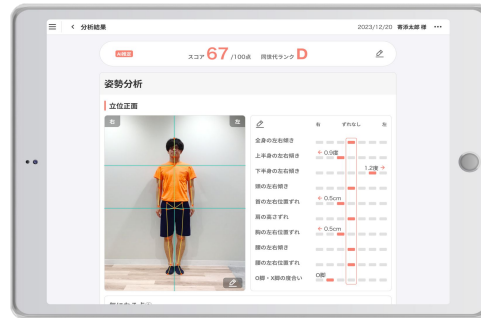 分析結果
2023/12/20 寄添太郎 様
AI推定 スコア 67 /100点 同世代ランク D
姿勢分析
立位正面
右 左
右 ずれなし 左
全身の左右傾き
上半身の左右傾き ← 0.9度
下半身の左右傾き 1.2度 →
頭の左右傾き
首の左右位置ずれ ← 0.5cm
肩の高さずれ
胸の左右位置ずれ ← 0.5cm
腰の左右傾き
腰の左右位置ずれ
O脚・X脚の度合い O脚